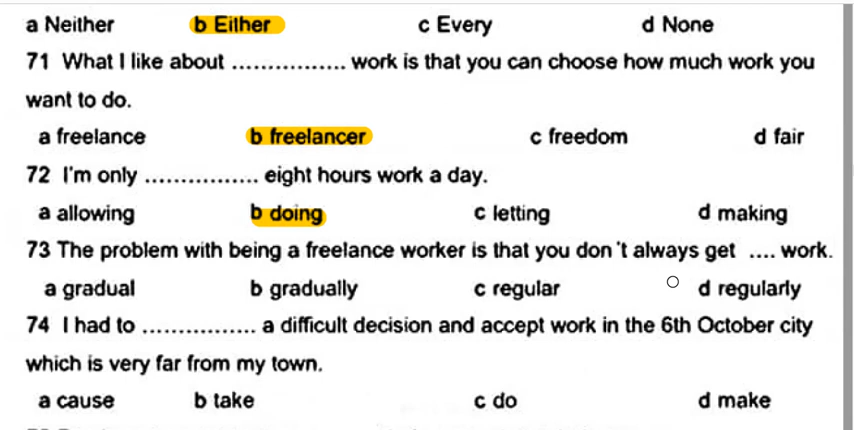 a Neither b Either c Every d None
71 What I like about ................ work is that you can choose how much work you
want to do.
a freelance b freelancer c freedom d fair
72 I'm only ................ eight hours work a day.
a allowing b doing c letting d making
73 The problem with being a freelance worker is that you don't always get .... work.
a gradual b gradually c regular d regularly
74 I had to ................ a difficult decision and accept work in the 6th October city
which is very far from my town.
a cause b take c do d make